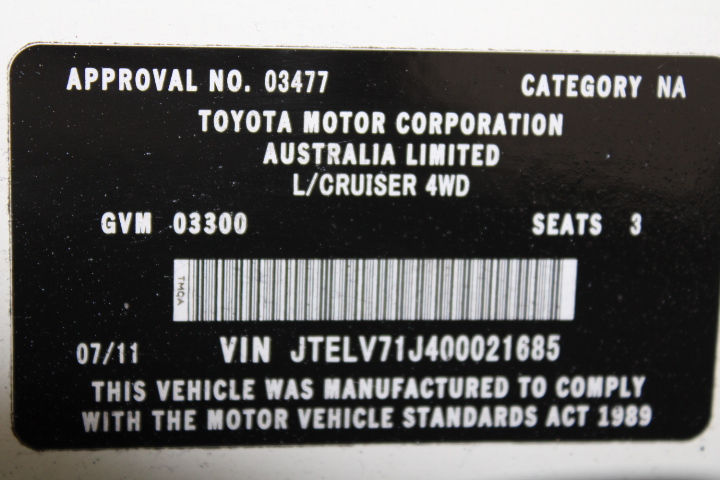 APPROVAL NO. 03477 CATEGORY NA
TOYOTA MOTOR CORPORATION
AUSTRALIA LIMITED
L/CRUISER 4WD
GVM 03300 SEATS 3
TMCA
07/11 VIN JTELV71J400021685
THIS VEHICLE WAS MANUFACTURED TO COMPLY
WITH THE MOTOR VEHICLE STANDARDS ACT 1989